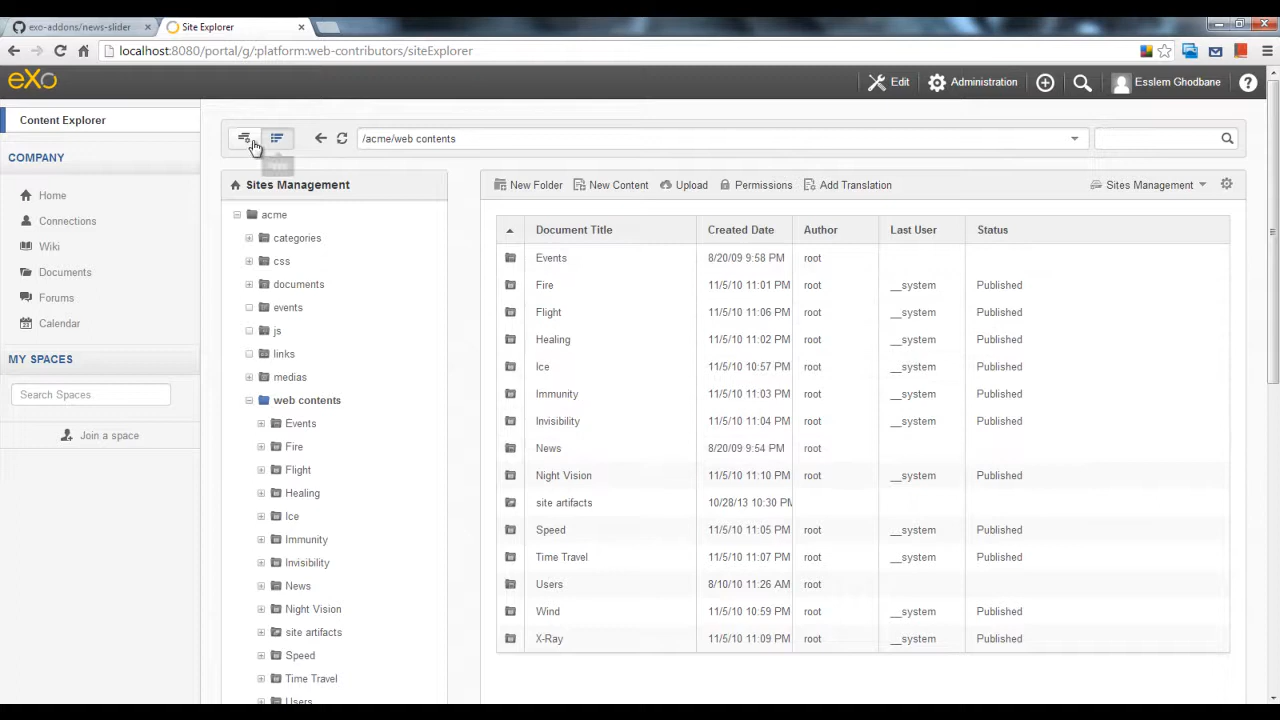 exo-addons/news-slider
Site Explorer
localhost:8080/portal/g/:platform:web-contributors/siteExplorer
eXo
Edit
Administration
Esslem Ghodbane
Content Explorer
COMPANY
Home
Connections
Wiki
Documents
Forums
Calendar
MY SPACES
Search Spaces
Join a space
/acme/web contents
Sites Management
acme
categories
css
documents
events
js
links
medias
web contents
Events
Fire
Flight
Healing
Ice
Immunity
Invisibility
News
Night Vision
site artifacts
Speed
Time Travel
Users
New Folder New Content Upload Permissions Add Translation Sites Management
Document Title Created Date Author Last User Status
Events 8/20/09 9:58 PM root
Fire 11/5/10 11:01 PM root __system Published
Flight 11/5/10 11:06 PM root __system Published
Healing 11/5/10 11:02 PM root __system Published
Ice 11/5/10 10:57 PM root __system Published
Immunity 11/5/10 11:03 PM root __system Published
Invisibility 11/5/10 11:04 PM root __system Published
News 8/20/09 9:54 PM root
Night Vision 11/5/10 11:10 PM root __system Published
site artifacts 10/28/13 10:30 PM
Speed 11/5/10 11:05 PM root __system Published
Time Travel 11/5/10 11:07 PM root __system Published
Users 8/10/10 11:26 AM root
Wind 11/5/10 10:59 PM root __system Published
X-Ray 11/5/10 11:09 PM root __system Published